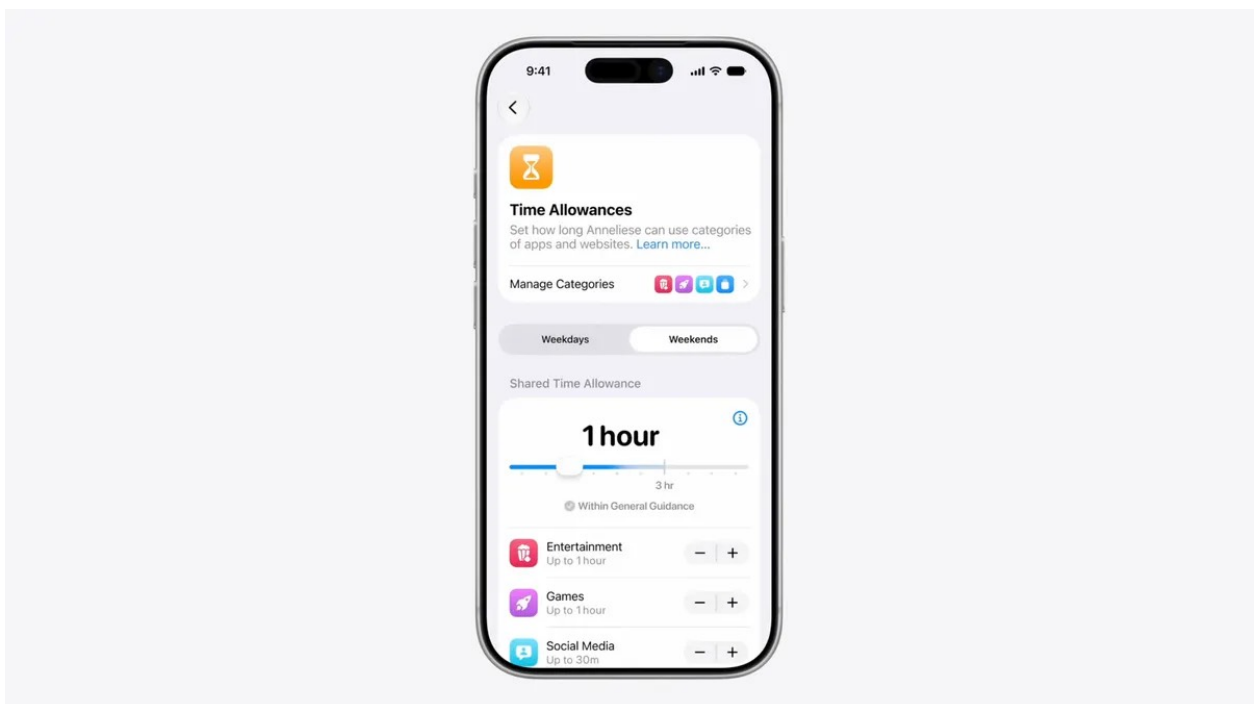 9:41
Time Allowances
Set how long Anneliese can use categories
of apps and websites. Learn more...
Manage Categories
Weekdays
Weekends
Shared Time Allowance
1 hour
3 hr
Within General Guidance
Entertainment
Up to 1 hour
Games
Up to 1 hour
Social Media
Up to 30m